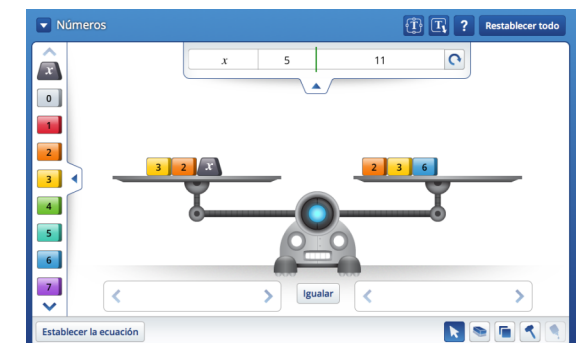 Números
T
T
?
Restablecer todo
x 5 11
x
0
1
2
3
4
5
6
7
3 2 x
2 3 6
Igualar
Establecer la ecuación